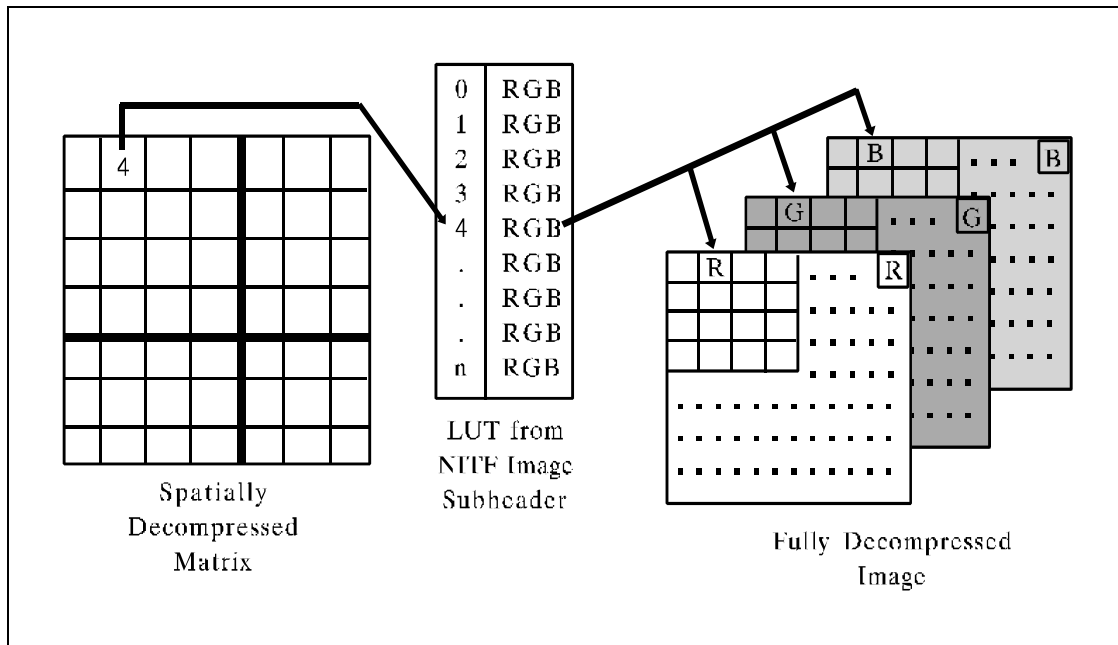 4
Spatially
Decompressed
Matrix
0 RGB
1 RGB
2 RGB
3 RGB
4 RGB
. RGB
. RGB
. RGB
n RGB
LUT from
NITF Image
Subheader
B
B
G
G
R
R
Fully Decompressed
Image